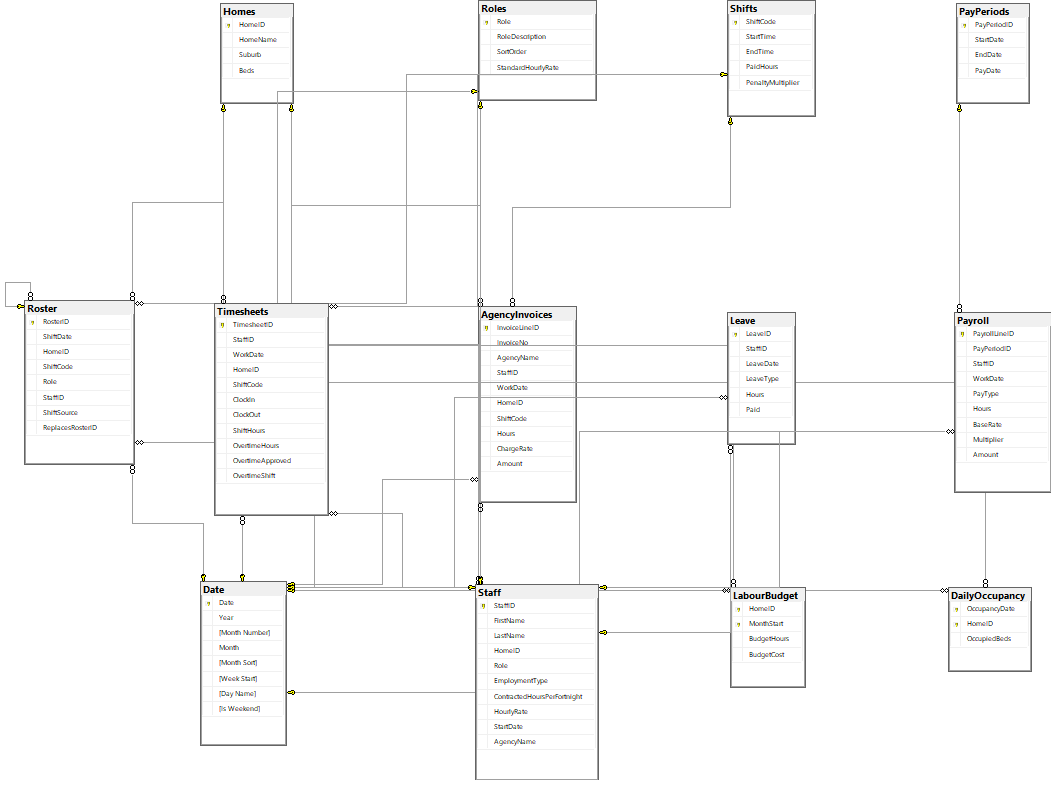 Homes
HomeID
HomeName
Suburb
Beds
Roles
Role
RoleDescription
SortOrder
StandardHourlyRate
Shifts
ShiftCode
StartTime
EndTime
PaidHours
PenaltyMultiplier
PayPeriods
PayPeriodID
StartDate
EndDate
PayDate
Roster
RosterID
ShiftDate
HomeID
ShiftCode
Role
StaffID
ShiftSource
ReplacesRosterID
Timesheets
TimesheetID
StaffID
WorkDate
HomeID
ShiftCode
ClockIn
ClockOut
ShiftHours
OvertimeHours
OvertimeApproved
OvertimeShift
AgencyInvoices
InvoiceLineID
InvoiceNo
AgencyName
StaffID
WorkDate
HomeID
ShiftCode
Hours
ChargeRate
Amount
Leave
LeaveID
StaffID
LeaveDate
LeaveType
Hours
Paid
Payroll
PayrollLineID
PayPeriodID
StaffID
WorkDate
PayType
Hours
BaseRate
Multiplier
Amount
Date
Date
Year
[Month Number]
Month
[Month Sort]
[Week Start]
[Day Name]
[Is Weekend]
Staff
StaffID
FirstName
LastName
HomeID
Role
EmploymentType
ContractedHoursPerFortnight
HourlyRate
StartDate
AgencyName
LabourBudget
HomeID
MonthStart
BudgetHours
BudgetCost
DailyOccupancy
OccupancyDate
HomeID
OccupiedBeds